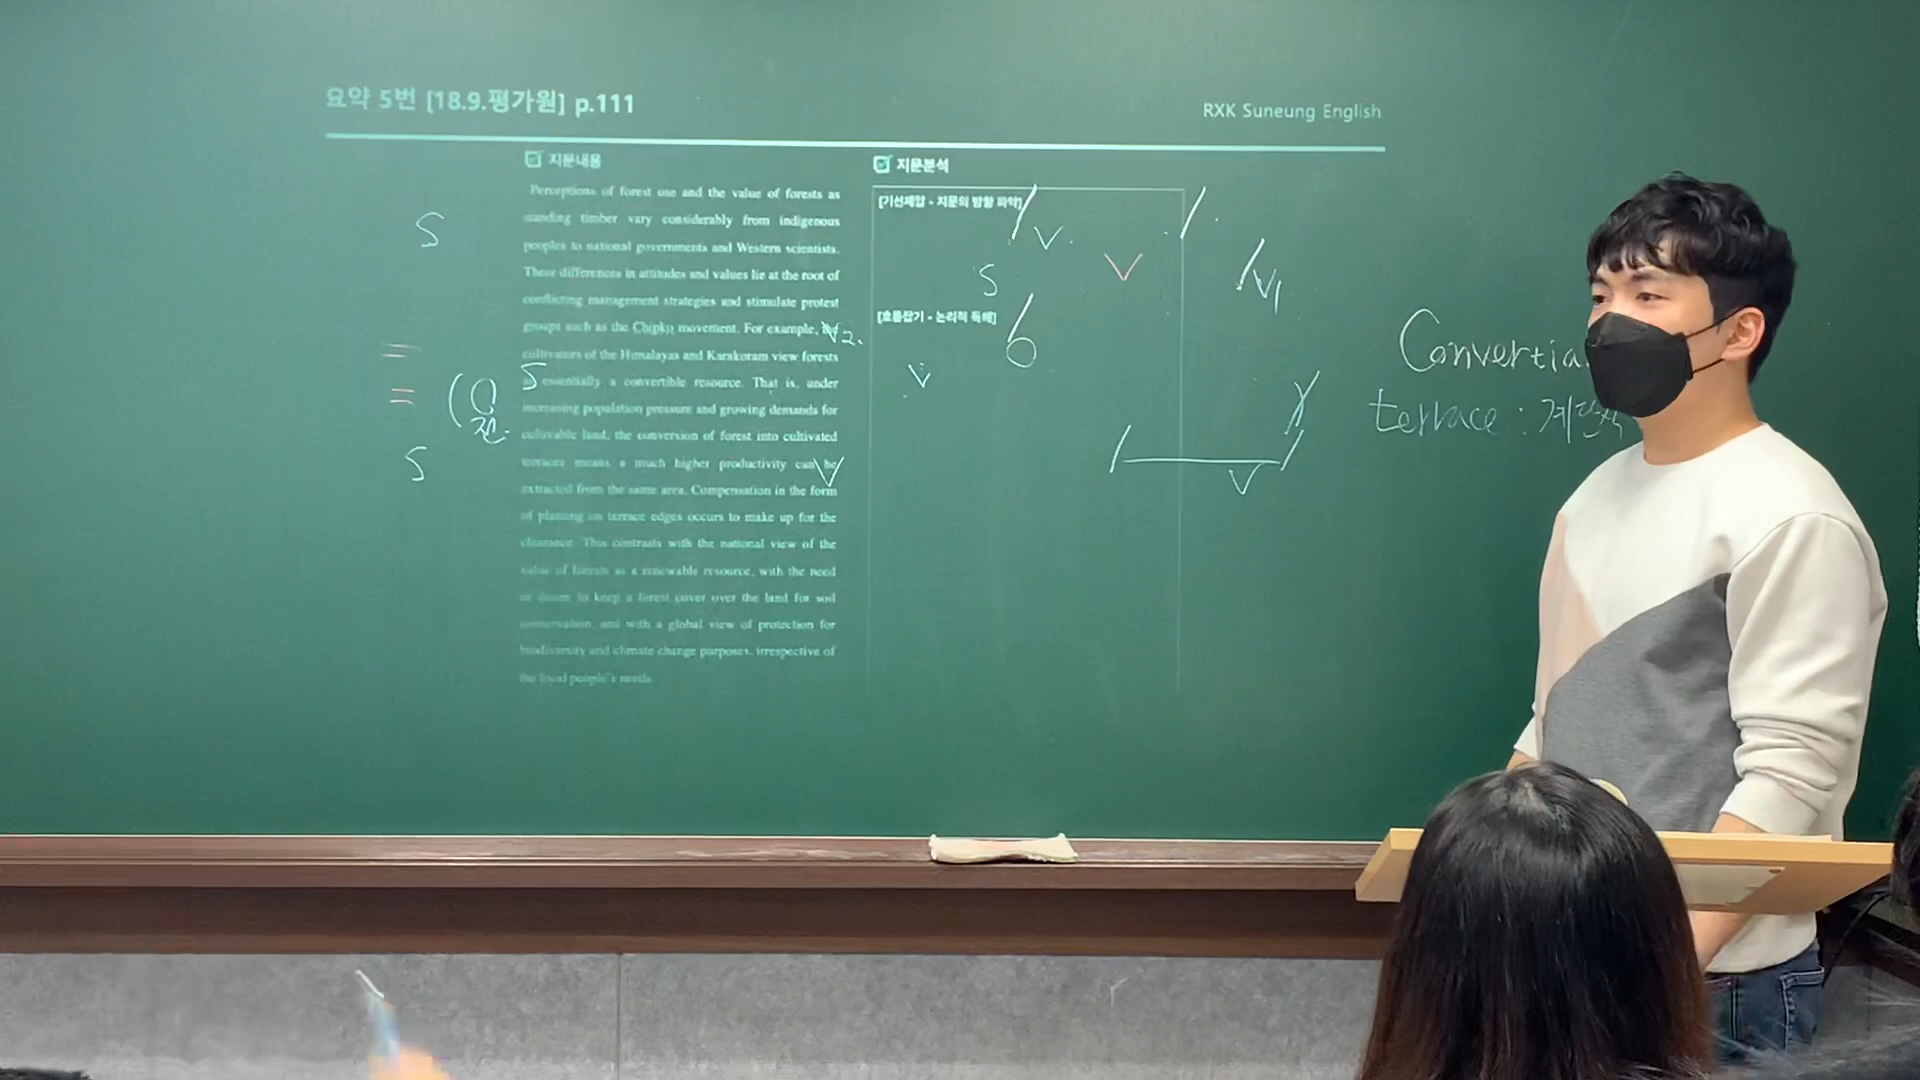 요약 5번 [18.9.평가원] p.111
RXK Suneung English
지문내용
Perceptions of forest use and the value of forests as
standing timber vary considerably from indigenous
peoples to national governments and Western scientists.
These differences in attitudes and values lie at the root of
conflicting management strategies and stimulate protest
groups such as the Chipko movement. For example,
cultivators of the Himalayas and Karakoram view forests
essentially a convertible resource. That is, under
increasing population pressure and growing demands for
cultivable land, the conversion of forest into cultivated
terraces means a much higher productivity can be
extracted from the same area. Compensation in the form
of planting on terrace edges occurs to make up for the
clearance. This contrasts with the national view of the
value of forests as a renewable resource, with the need
or desire to keep a forest cover over the land for soil
conservation, and with a global view of protection for
biodiversity and climate change purposes, irrespective of
the local people's needs.
지문분석
[기선제압 - 지문의 방향 파악]
[흐름잡기 - 논리적 독해]
S
S
S
S
V
V
V1
V2.
V
V
V
terrace :